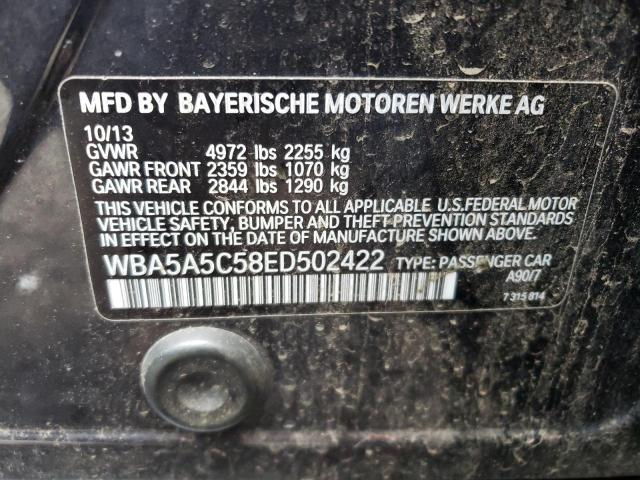 MFD BY BAYERISCHE MOTOREN WERKE AG
10/13
GVWR 4972 lbs 2255 kg
GAWR FRONT 2359 lbs 1070 kg
GAWR REAR 2844 lbs 1290 kg
THIS VEHICLE CONFORMS TO ALL APPLICABLE U.S.FEDERAL MOTOR
VEHICLE SAFETY, BUMPER AND THEFT PREVENTION STANDARDS
IN EFFECT ON THE DATE OF MANUFACTURE SHOWN ABOVE.
WBA5A5C58ED502422 TYPE: PASSENGER CAR
A90/7
7 315 814